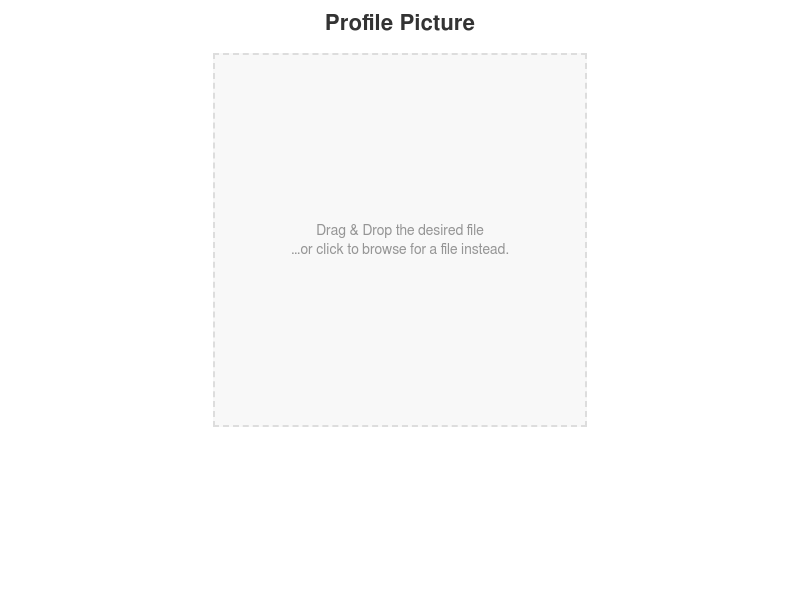 Profile Picture
Drag & Drop the desired file
...or click to browse for a file instead.